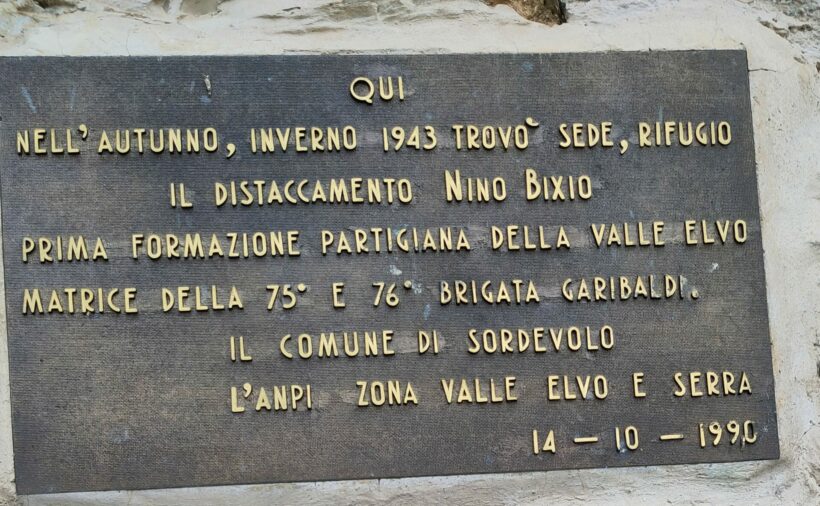 QUI
NELL'AUTUNNO, INVERNO 1943 TROVÒ SEDE, RIFUGIO
IL DISTACCAMENTO NINO BIXIO
PRIMA FORMAZIONE PARTIGIANA DELLA VALLE ELVO
MATRICE DELLA 75° E 76° BRIGATA GARIBALDI.
IL COMUNE DI SORDEVOLO
L'ANPI ZONA VALLE ELVO E SERRA
14 - 10 - 1990